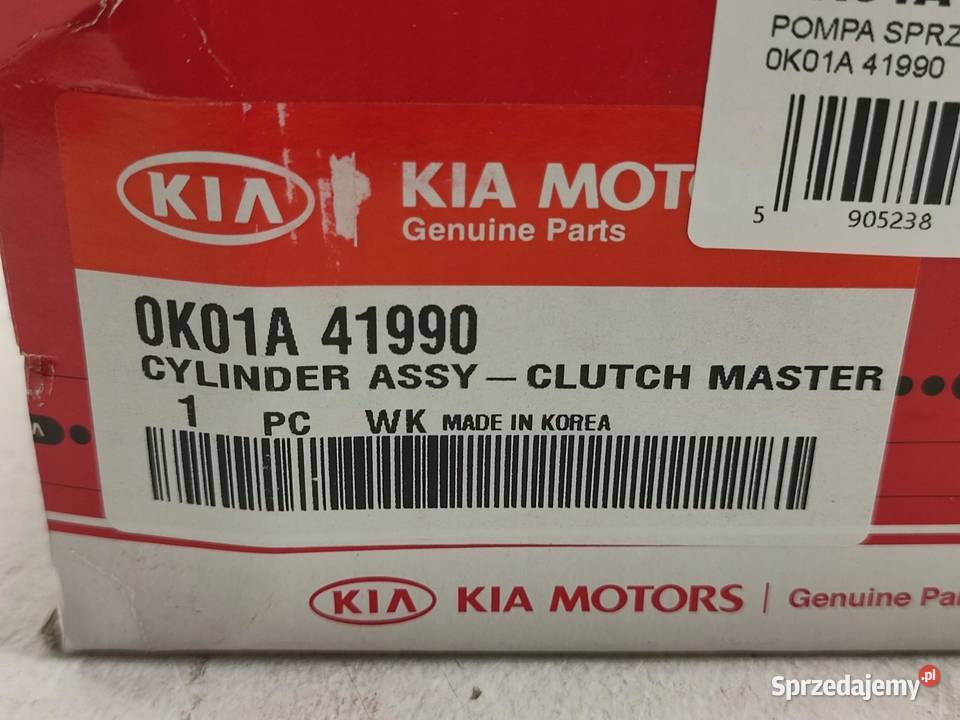 POMPA SPRZ
0K01A 41990
5 905238
KIA KIA MOTO
Genuine Parts
0K01A 41990
CYLINDER ASSY-CLUTCH MASTER
1 PC WK MADE IN KOREA
KIA KIA MOTORS | Genuine Par
Sprzedajemy.pl